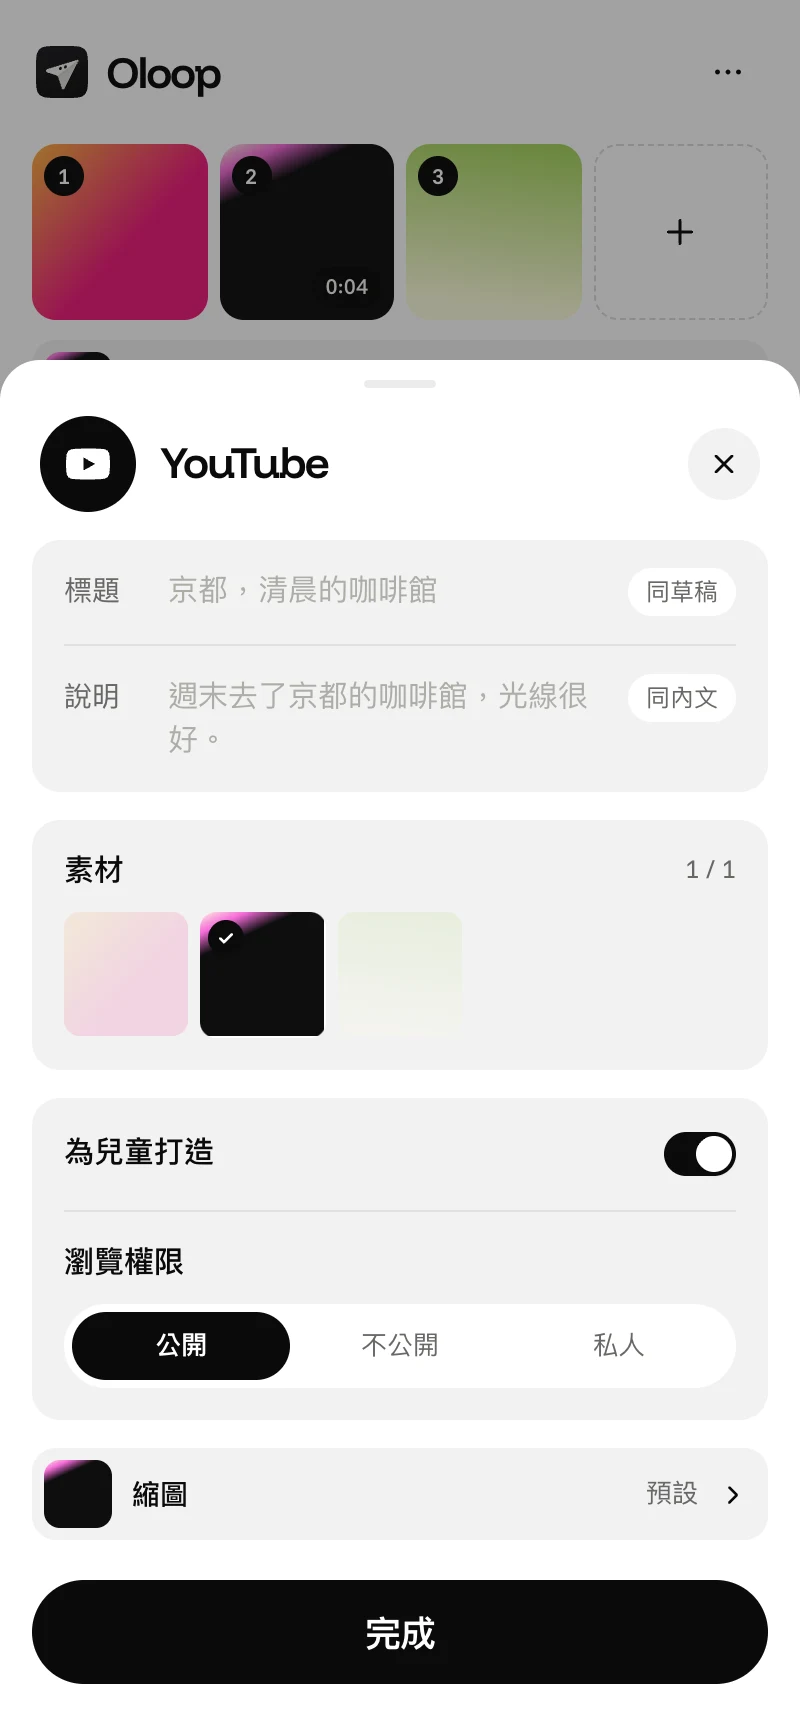 Oloop
1
2
3
0:04
YouTube
標題
京都，清晨的咖啡館
同草稿
說明
週末去了京都的咖啡館，光線很
好。
同內文
素材
1 / 1
為兒童打造
瀏覽權限
公開
不公開
私人
縮圖
預設
完成